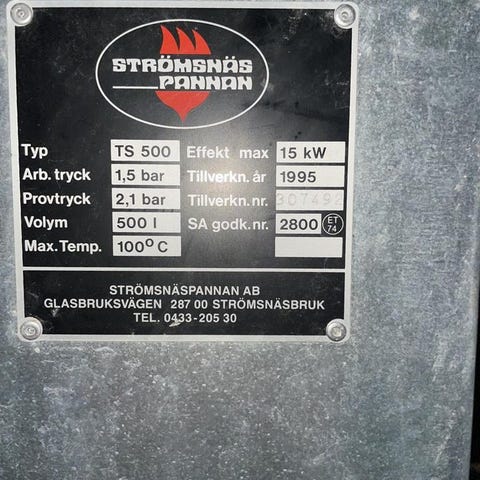 STRÖMSNÄS
PANNAN
Typ TS 500 Effekt max 15 kW
Arb. tryck 1,5 bar Tillverkn. år 1995
Provtryck 2,1 bar Tillverkn. nr. 307492
Volym 500 l SA godk. nr. 2800 ET 74
Max. Temp. 100° C
STRÖMSNÄSPANNAN AB
GLASBRUKSVÄGEN 287 00 STRÖMSNÄSBRUK
TEL. 0433-205 30